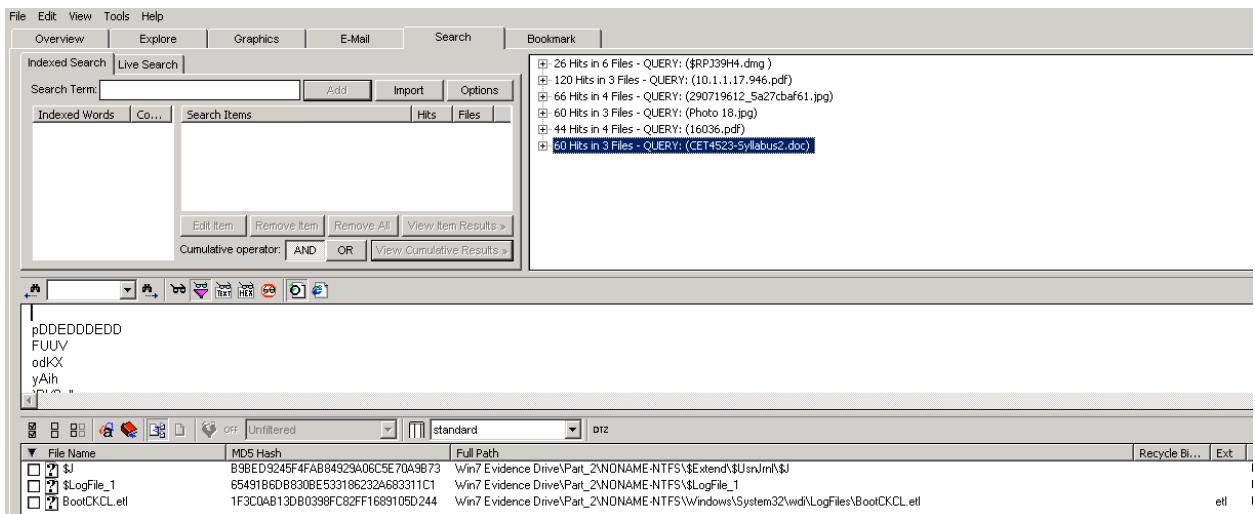 File Edit View Tools Help
Overview Explore Graphics E-Mail Search Bookmark
Indexed Search Live Search
Search Term: Add Import Options
Indexed Words Co... Search Items Hits Files
Edit Item Remove Item Remove All View Item Results »
Cumulative operator: AND OR View Cumulative Results »
26 Hits in 6 Files - QUERY: ($RPJ39H4.dmg )
120 Hits in 3 Files - QUERY: (10.1.1.17.946.pdf)
66 Hits in 4 Files - QUERY: (290719612_5a27cbaf61.jpg)
60 Hits in 3 Files - QUERY: (Photo 18.jpg)
44 Hits in 4 Files - QUERY: (16036.pdf)
60 Hits in 3 Files - QUERY: (CET4523-Syllabus2.doc)
TEXT HEX
pDDEDDDEDD
FUUV
odKX
yAih
OFF Unfiltered standard DTZ
File Name MD5 Hash Full Path Recycle Bi... Ext
$J B9BED9245F4FAB84929A06C5E70A9B73 Win7 Evidence Drive\Part_2\NONAME-NTFS\$Extend\$UsnJrnl\$J
$LogFile_1 65491B6DB830BE533186232A683311C1 Win7 Evidence Drive\Part_2\NONAME-NTFS\$LogFile_1
BootCKCL.etl 1F3C0AB13DB0398FC82FF1689105D244 Win7 Evidence Drive\Part_2\NONAME-NTFS\Windows\System32\wdi\LogFiles\BootCKCL.etl etl